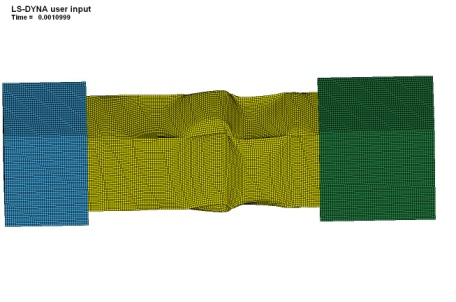 LS-DYNA user input
Time = 0.0010999